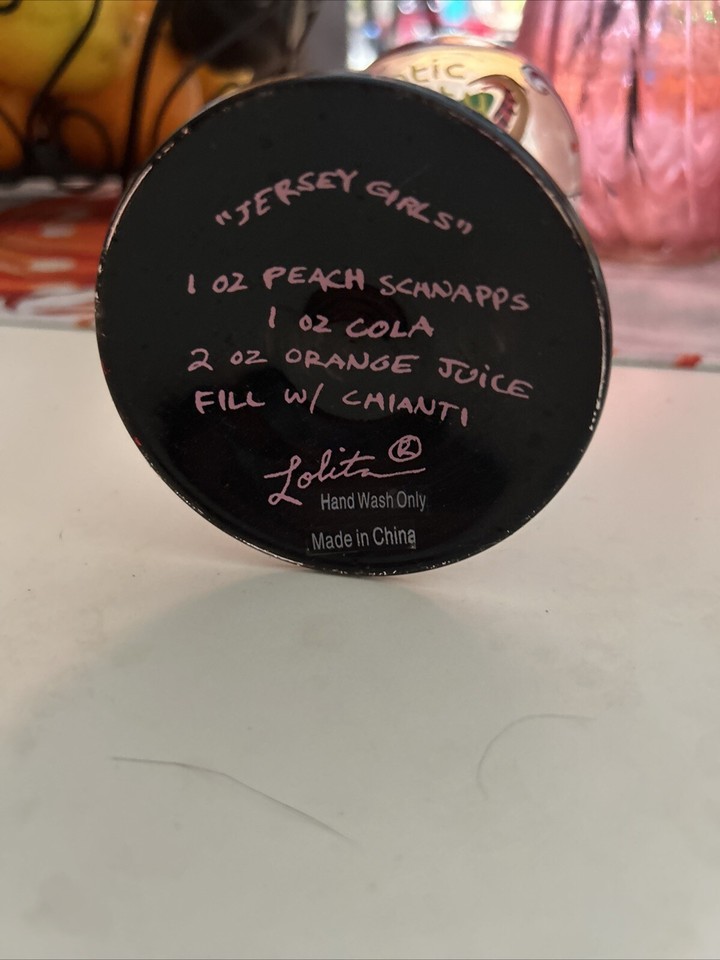 tic
"JERSEY GIRLS"
1 OZ PEACH SCHNAPPS
1 OZ COLA
2 OZ ORANGE JUICE
FILL W/ CHIANTI
Lolita ®
Hand Wash Only
Made in China